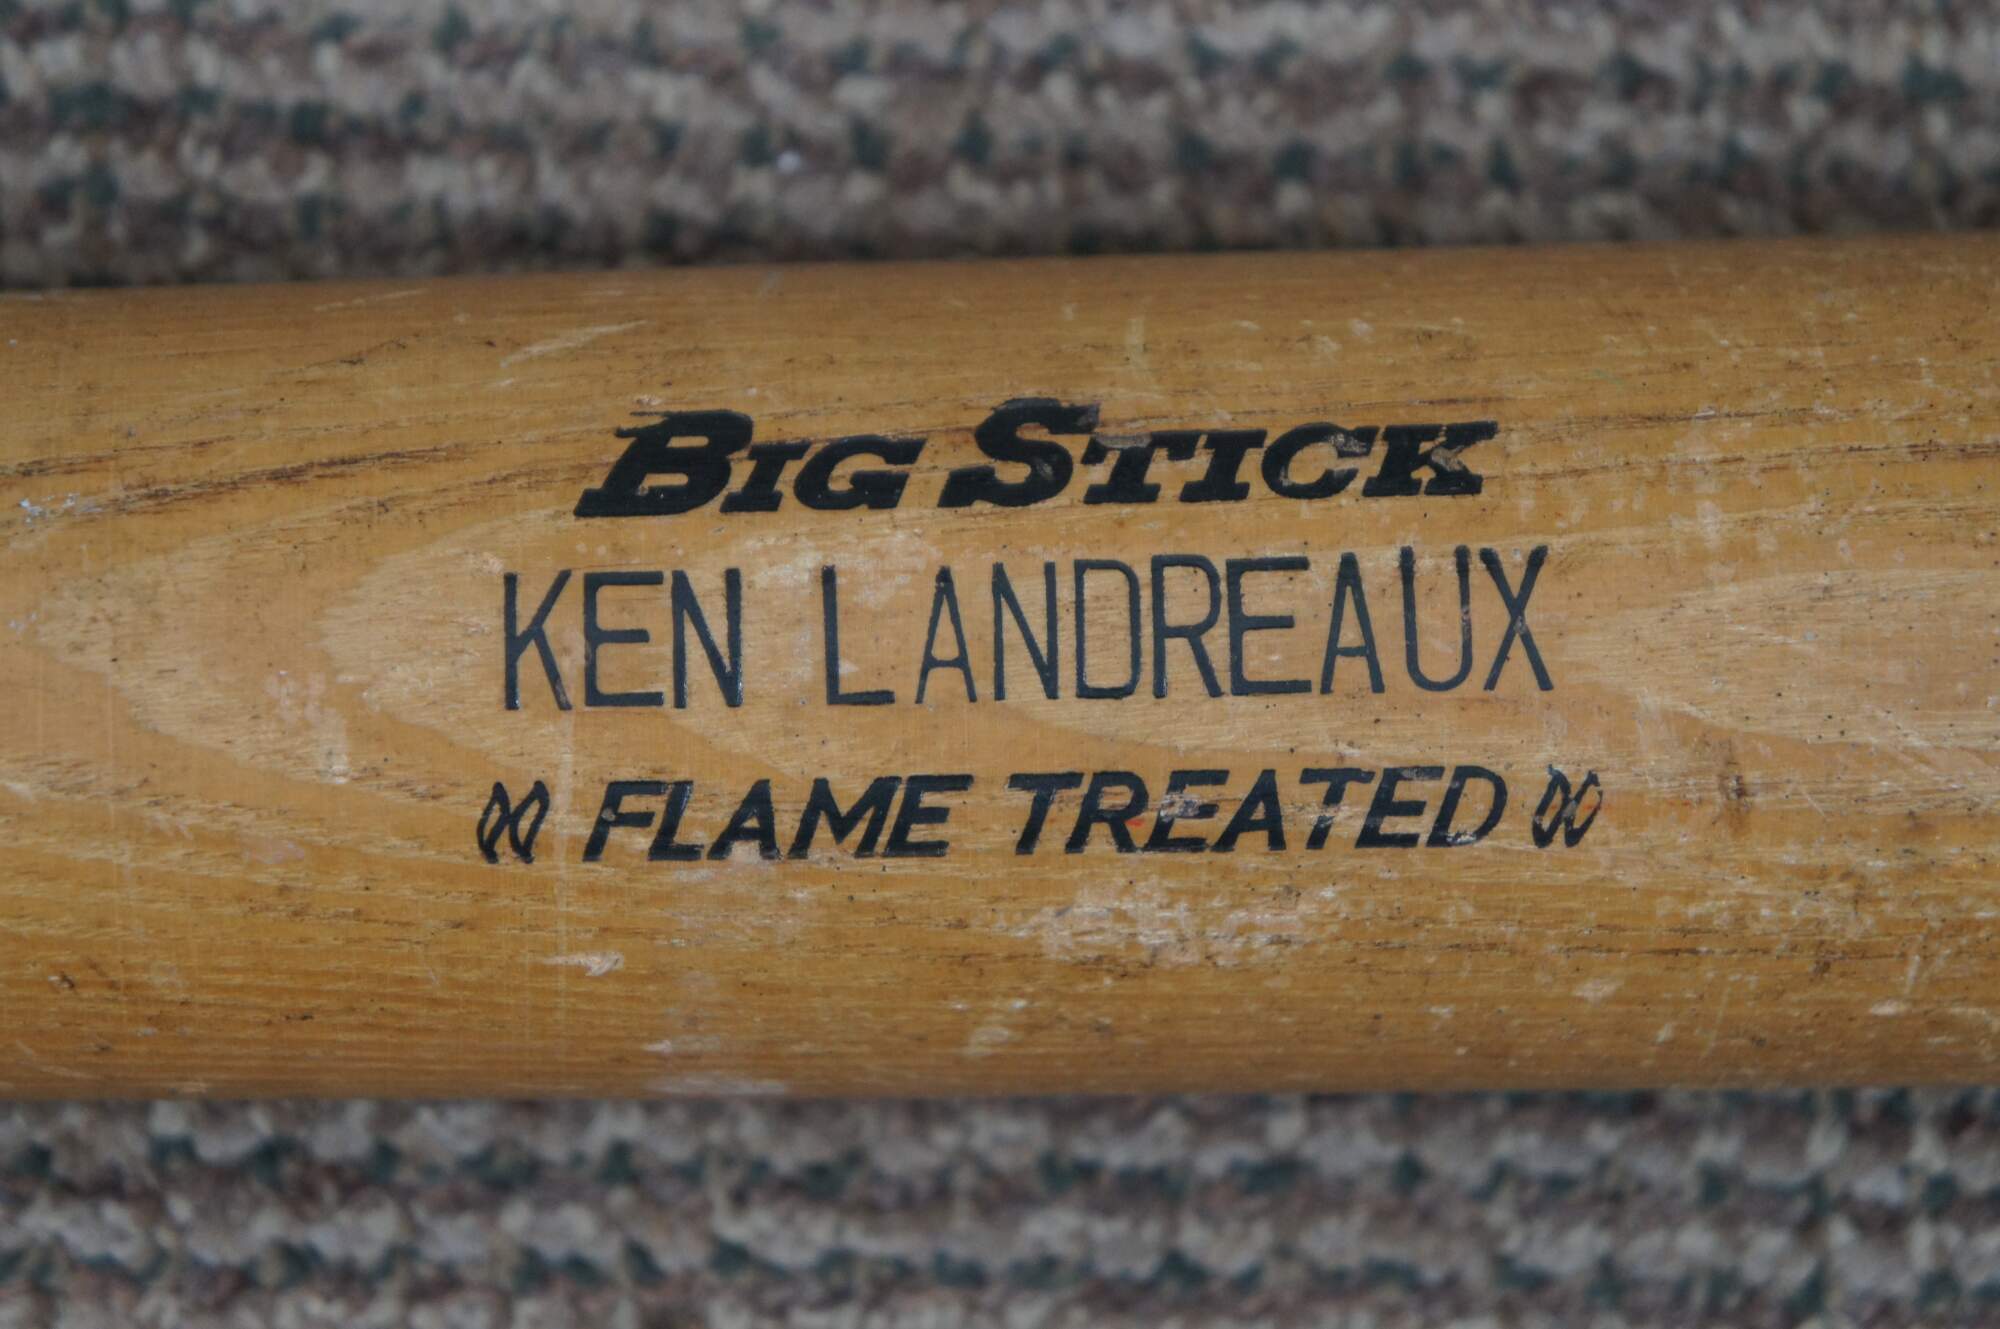 BIG STICK
KEN LANDREAUX
FLAME TREATED